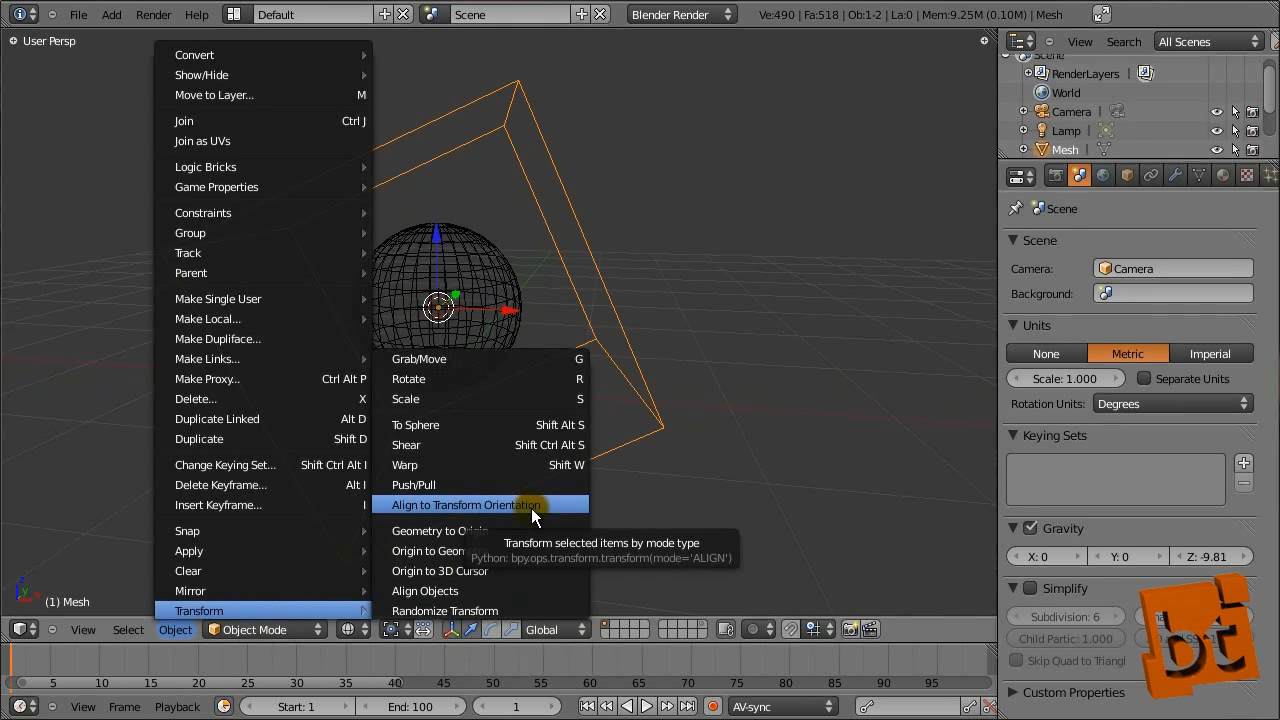 File Add Render Help Default Scene Blender Render Ve:490 | Fa:518 | Ob:1-2 | La:0 | Mem:9.25M (0.10M) | Mesh
User Persp
View Search All Scenes
Scene
RenderLayers
World
Camera
Lamp
Mesh
Convert
Show/Hide
Move to Layer... M
Join Ctrl J
Join as UVs
Logic Bricks
Game Properties
Constraints
Group
Track
Parent
Make Single User
Make Local...
Make Dupliface...
Make Links...
Make Proxy... Ctrl Alt P
Delete... X
Duplicate Linked Alt D
Duplicate Shift D
Change Keying Set... Shift Ctrl Alt I
Delete Keyframe... Alt I
Insert Keyframe... I
Snap
Apply
Clear
Mirror
Transform
Grab/Move G
Rotate R
Scale S
To Sphere Shift Alt S
Shear Shift Ctrl Alt S
Warp Shift W
Push/Pull
Align to Transform Orientation
Geometry to Origin
Origin to Geom
Origin to 3D Cursor
Align Objects
Randomize Transform
Transform selected items by mode type
Python: bpy.ops.transform.transform(mode='ALIGN')
Scene
Scene
Camera: Camera
Background:
Units
None Metric Imperial
Scale: 1.000 Separate Units
Rotation Units: Degrees
Keying Sets
Gravity
X: 0 Y: 0 Z: -9.81
Simplify
Subdivision: 6
Child Partic: 1.000
Skip Quad to Triangl
Custom Properties
bt
(1) Mesh
z
y
View Select Object Object Mode Global
5 10 15 20 25 30 35 40 45 50 55 60 65 70 75 80 85 90 95
View Frame Playback Start: 1 End: 100 1 AV-sync